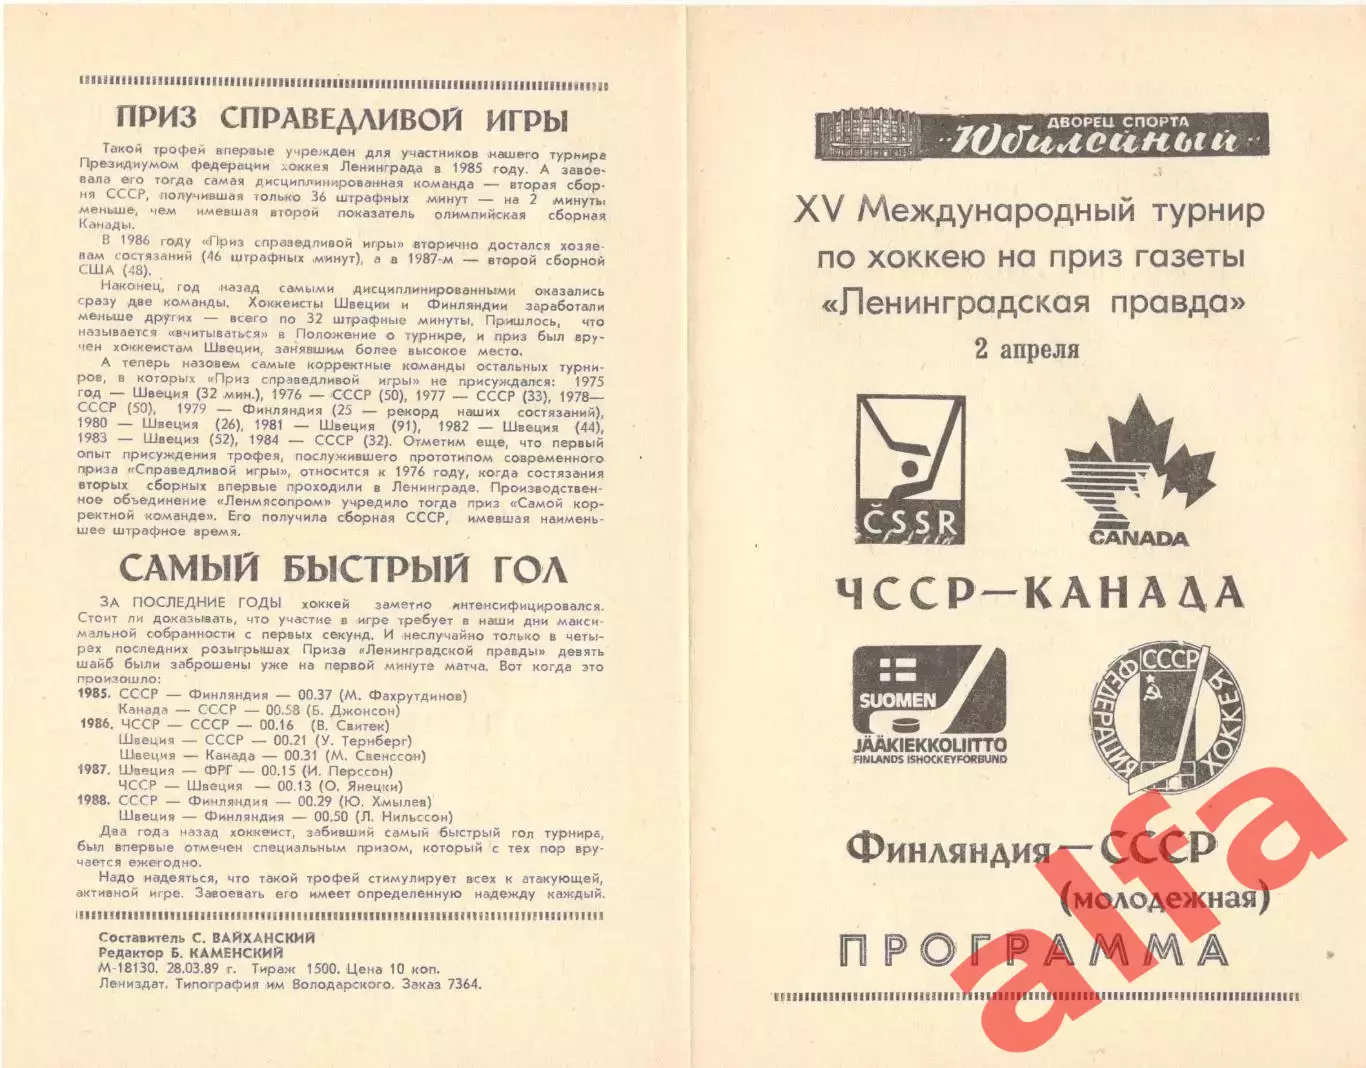 ПРИЗ СПРАВЕДЛИВОЙ ИГРЫ
Такой трофей впервые учрежден для участников нашего турнира
Президиумом федерации хоккея Ленинграда в 1985 году. А завое-
вала его тогда самая дисциплинированная команда — вторая сбор-
ня СССР, получившая только 36 штрафных минут — на 2 минуты
меньше, чем имевшая второй показатель олимпийская сборная
Канады.
В 1986 году «Приз справедливой игры» вторично достался хозяе-
вам состязаний (46 штрафных минут), а в 1987-м — второй сборной
США (48).
Наконец, год назад самыми дисциплинированными оказались
сразу две команды. Хоккеисты Швеции и Финляндии заработали
меньше других — всего по 32 штрафные минуты. Пришлось, что
называется «вчитываться» в Положение о турнире, и приз был вру-
чен хоккеистам Швеции, занявшим более высокое место.
А теперь назовем самые корректные команды остальных турни-
ров, в которых «Приз справедливой игры» не присуждался: 1975
год — Швеция (32 мин.), 1976 — СССР (50), 1977 — СССР (33), 1978—
СССР (50), 1979 — Финляндия (25 — рекорд наших состязаний),
1980 — Швеция (26), 1981 — Швеция (91), 1982 — Швеция (44),
1983 — Швеция (52), 1984 — СССР (32). Отметим еще, что первый
опыт присуждения трофея, послужившего прототипом современного
приза «Справедливой игры», относится к 1976 году, когда состязания
вторых сборных впервые проходили в Ленинграде. Производствен-
ное объединение «Ленмясопром» учредило тогда приз «Самой кор-
ректной команде». Его получила сборная СССР, имевшая наимень-
шее штрафное время.
САМЫЙ БЫСТРЫЙ ГОЛ
ЗА ПОСЛЕДНИЕ ГОДЫ хоккей заметно интенсифицировался.
Стоит ли доказывать, что участие в игре требует в наши дни макси-
мальной собранности с первых секунд. И неслучайно только в четы-
рех последних розыгрышах Приза «Ленинградской правды» девять
шайб были заброшены уже на первой минуте матча. Вот когда это
произошло:
1985. СССР — Финляндия — 00.37 (М. Фахрутдинов)
Канада — СССР — 00.58 (Б. Джонсон)
1986. ЧССР — СССР — 00.16 (В. Свитек)
Швеция — СССР — 00.21 (У. Тернберг)
Швеция — Канада — 00.31 (М. Свенссон)
1987. Швеция — ФРГ — 00.15 (И. Перссон)
ЧССР — Швеция — 00.13 (О. Янецки)
1988. СССР — Финляндия — 00.29 (Ю. Хмылев)
Швеция — Финляндия — 00.50 (Л. Нильссон)
Два года назад хоккеист, забивший самый быстрый гол турнира,
был впервые отмечен специальным призом, который с тех пор вру-
чается ежегодно.
Надо надеяться, что такой трофей стимулирует всех к атакующей,
активной игре. Завоевать его имеет определенную надежду каждый.
Составитель С. ВАЙХАНСКИЙ
Редактор Б. КАМЕНСКИЙ
М-18130. 28.03.89 г. Тираж 1500. Цена 10 коп.
Лениздат. Типография им Володарского. Заказ 7364.
ДВОРЕЦ СПОРТА
"Юбилейный"
XV Международный турнир
по хоккею на приз газеты
«Ленинградская правда»
2 апреля
ČSSR
CANADA
ЧССР—КАНАДА
SUOMEN
JÄÄKIEKKOLIITTO
FINLANDS ISHOCKEYFÖRBUND
ФЕДЕРАЦИЯ ХОККЕЯ
СССР
Финляндия—СССР
(молодежная)
ПРОГРАММА
alfa